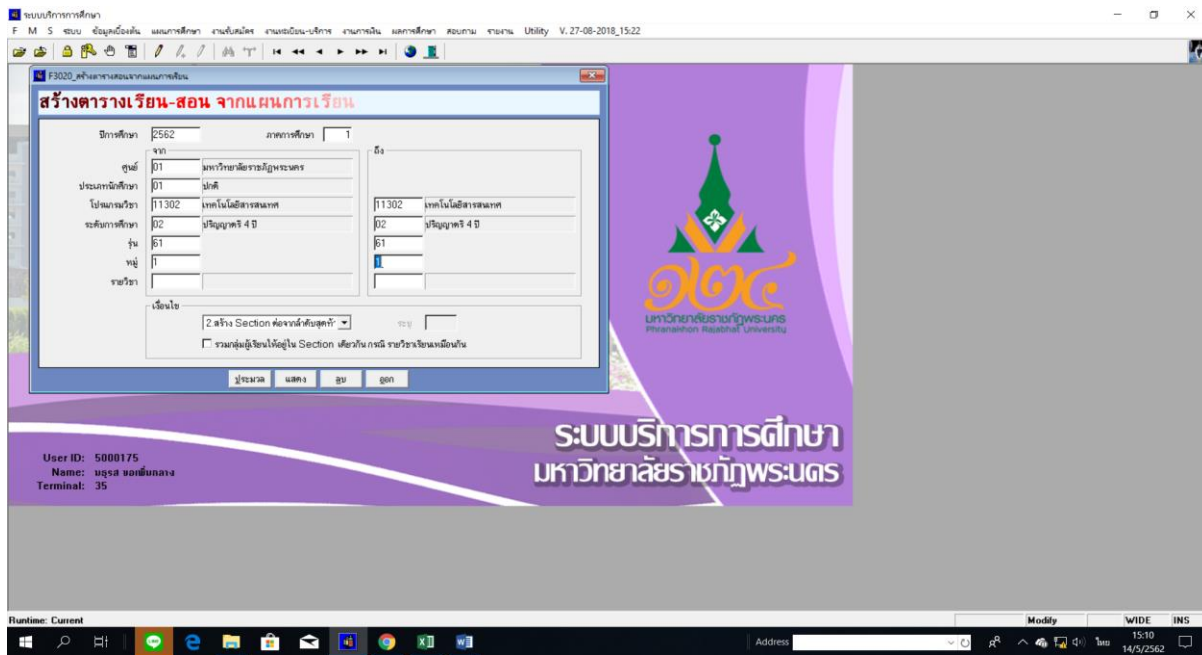 ระบบบริการการศึกษา
F M S ระบบ ข้อมูลเบื้องต้น แผนการศึกษา งานรับสมัคร งานทะเบียน-บริการ งานการเงิน ผลการศึกษา สอบถาม รายงาน Utility V.27-08-2018_15:22
F3020_สร้างตารางสอนจากแผนการเรียน
สร้างตารางเรียน-สอน จากแผนการเรียน
ปีการศึกษา 2562 ภาคการศึกษา 1
จาก ถึง
ศูนย์ 01 มหาวิทยาลัยราชภัฏพระนคร
ประเภทนักศึกษา 01 ปกติ
โปรแกรมวิชา 11302 เทคโนโลยีสารสนเทศ 11302 เทคโนโลยีสารสนเทศ
ระดับการศึกษา 02 ปริญญาตรี 4 ปี 02 ปริญญาตรี 4 ปี
รุ่น 61 61
หมู่ 1 1
รายวิชา
เงื่อนไข
2.สร้าง Section ต่อจากลำดับสุดท้า ระบุ
รวมกลุ่มผู้เรียนให้อยู่ใน Section เดียวกัน กรณี รายวิชาเรียนเหมือนกัน
ประมวล แสดง ลบ ออก
๑๒๔
มหาวิทยาลัยราชภัฏพระนคร
Phranakhon Rajabhat University
ระบบบริการการศึกษา
มหาวิทยาลัยราชภัฏพระนคร
User ID: 5000175
Name:
Terminal: 35
Runtime: Current Modify WIDE INS
Address ไทย 15:10
14/5/2562